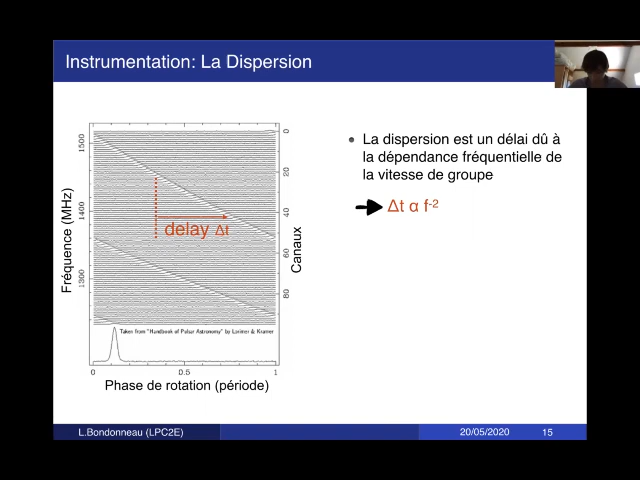 Instrumentation: La Dispersion
1500
1400
1300
Fréquence (MHz)
0
20
40
60
80
Canaux
delay Δt
Taken from "Handbook of Pulsar Astronomy" by Lorimer & Kramer
0
0.5
1
Phase de rotation (période)
• La dispersion est un délai dû à
la dépendance fréquentielle de
la vitesse de groupe
Δt α f⁻²
L.Bondonneau (LPC2E)
20/05/2020
15